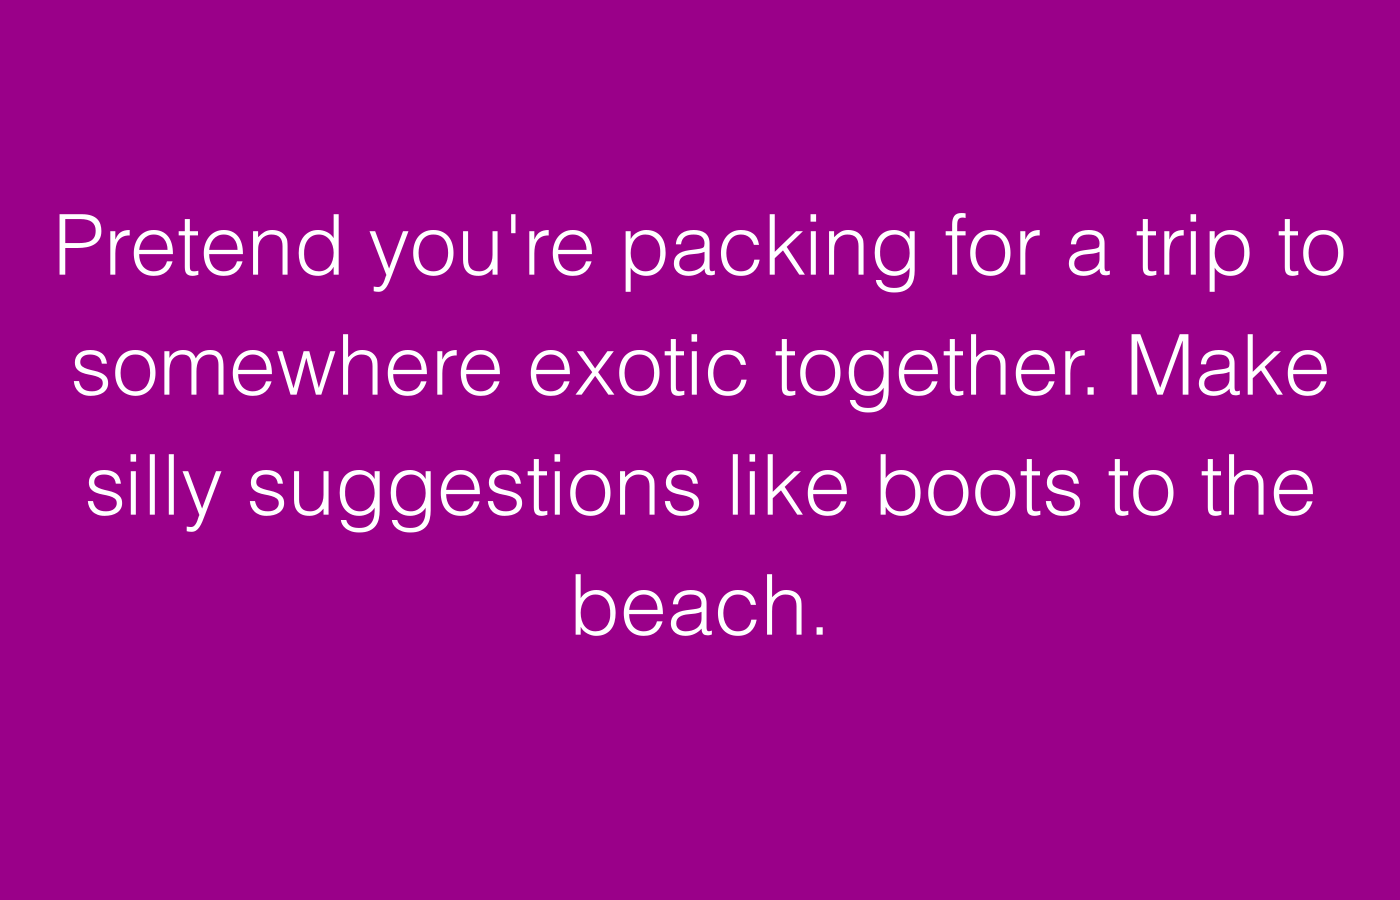 Pretend you're packing for a trip to
somewhere exotic together. Make
silly suggestions like boots to the
beach.